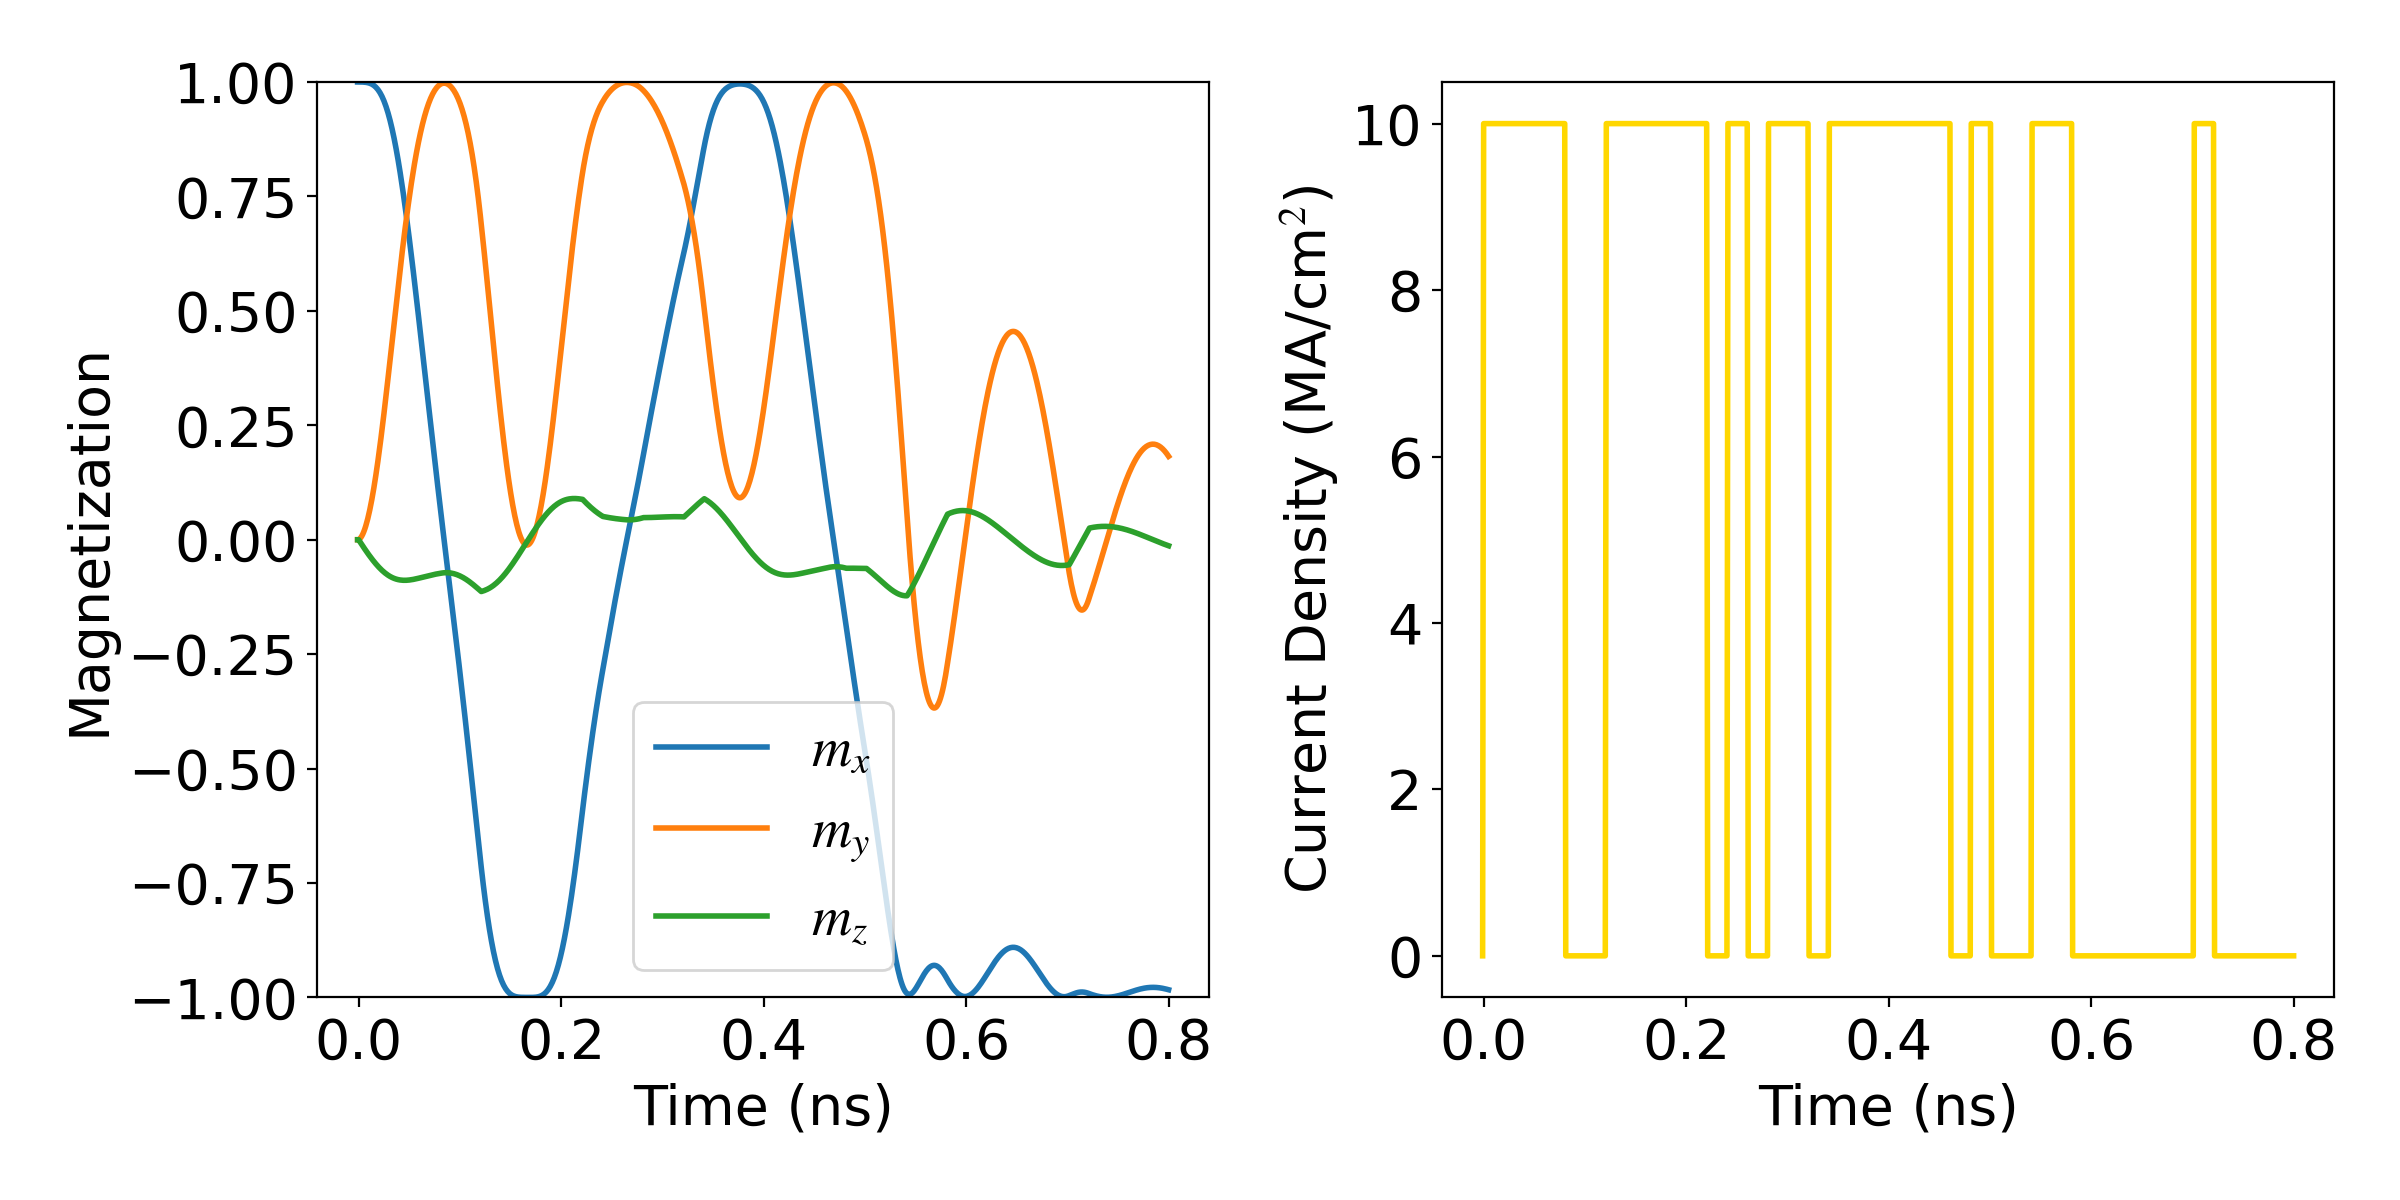 Magnetization
1.00
0.75
0.50
0.25
0.00
−0.25
−0.50
−0.75
−1.00
0.0 0.2 0.4 0.6 0.8
Time (ns)
m_x
m_y
m_z
Current Density (MA/cm²)
10
8
6
4
2
0
0.0 0.2 0.4 0.6 0.8
Time (ns)